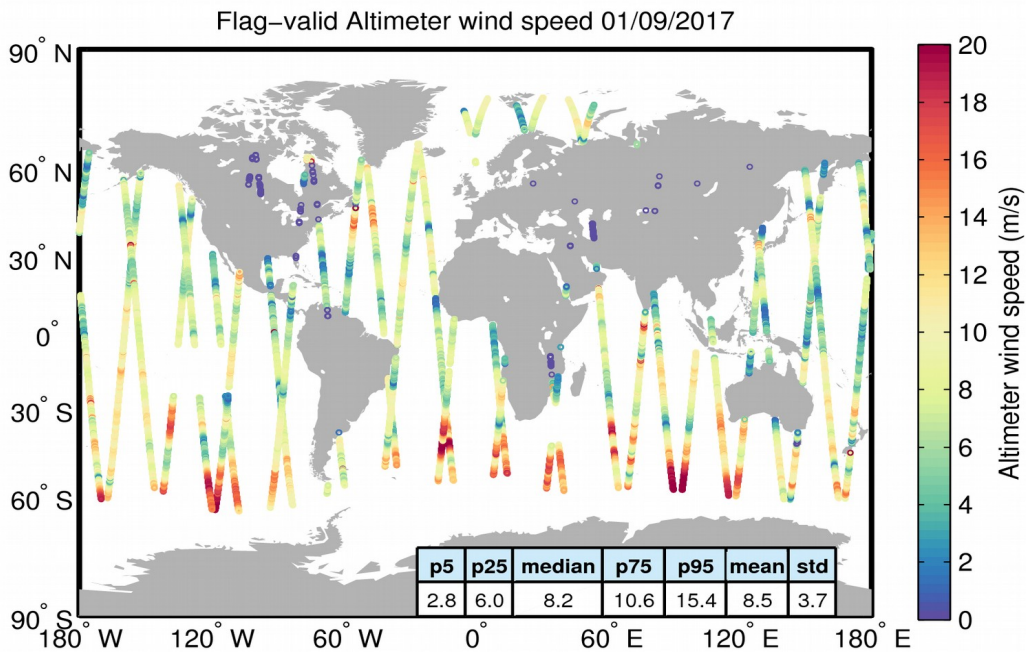 Flag−valid Altimeter wind speed 01/09/2017
90° N
60° N
30° N
0°
30° S
60° S
90° S
180° W
120° W
60° W
0°
60° E
120° E
180° E
p5 p25 median p75 p95 mean std
2.8 6.0 8.2 10.6 15.4 8.5 3.7
20
18
16
14
12
10
8
6
4
2
0
Altimeter wind speed (m/s)